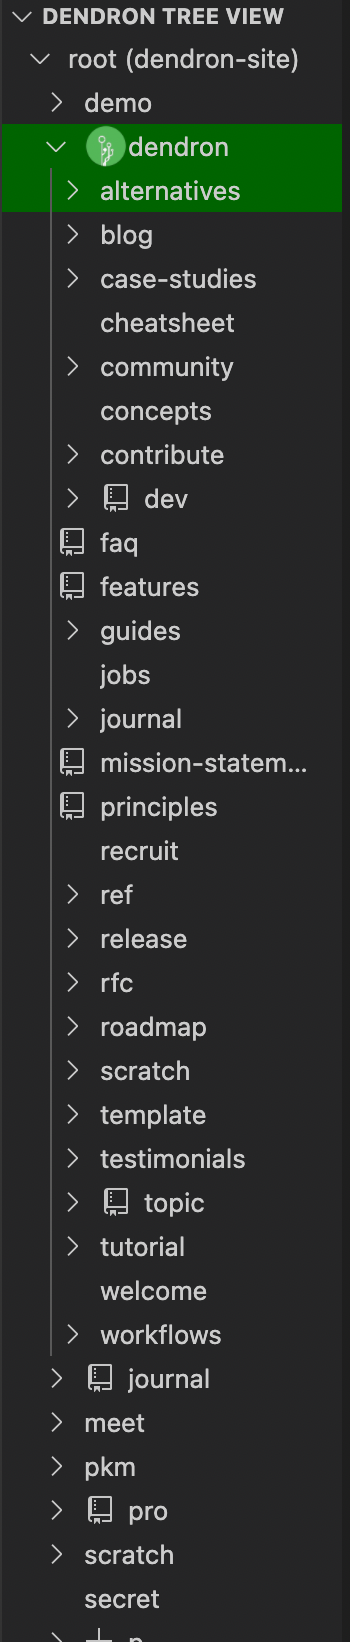 DENDRON TREE VIEW
root (dendron-site)
demo
dendron
alternatives
blog
case-studies
cheatsheet
community
concepts
contribute
dev
faq
features
guides
jobs
journal
mission-statem...
principles
recruit
ref
release
rfc
roadmap
scratch
template
testimonials
topic
tutorial
welcome
workflows
journal
meet
pkm
pro
scratch
secret